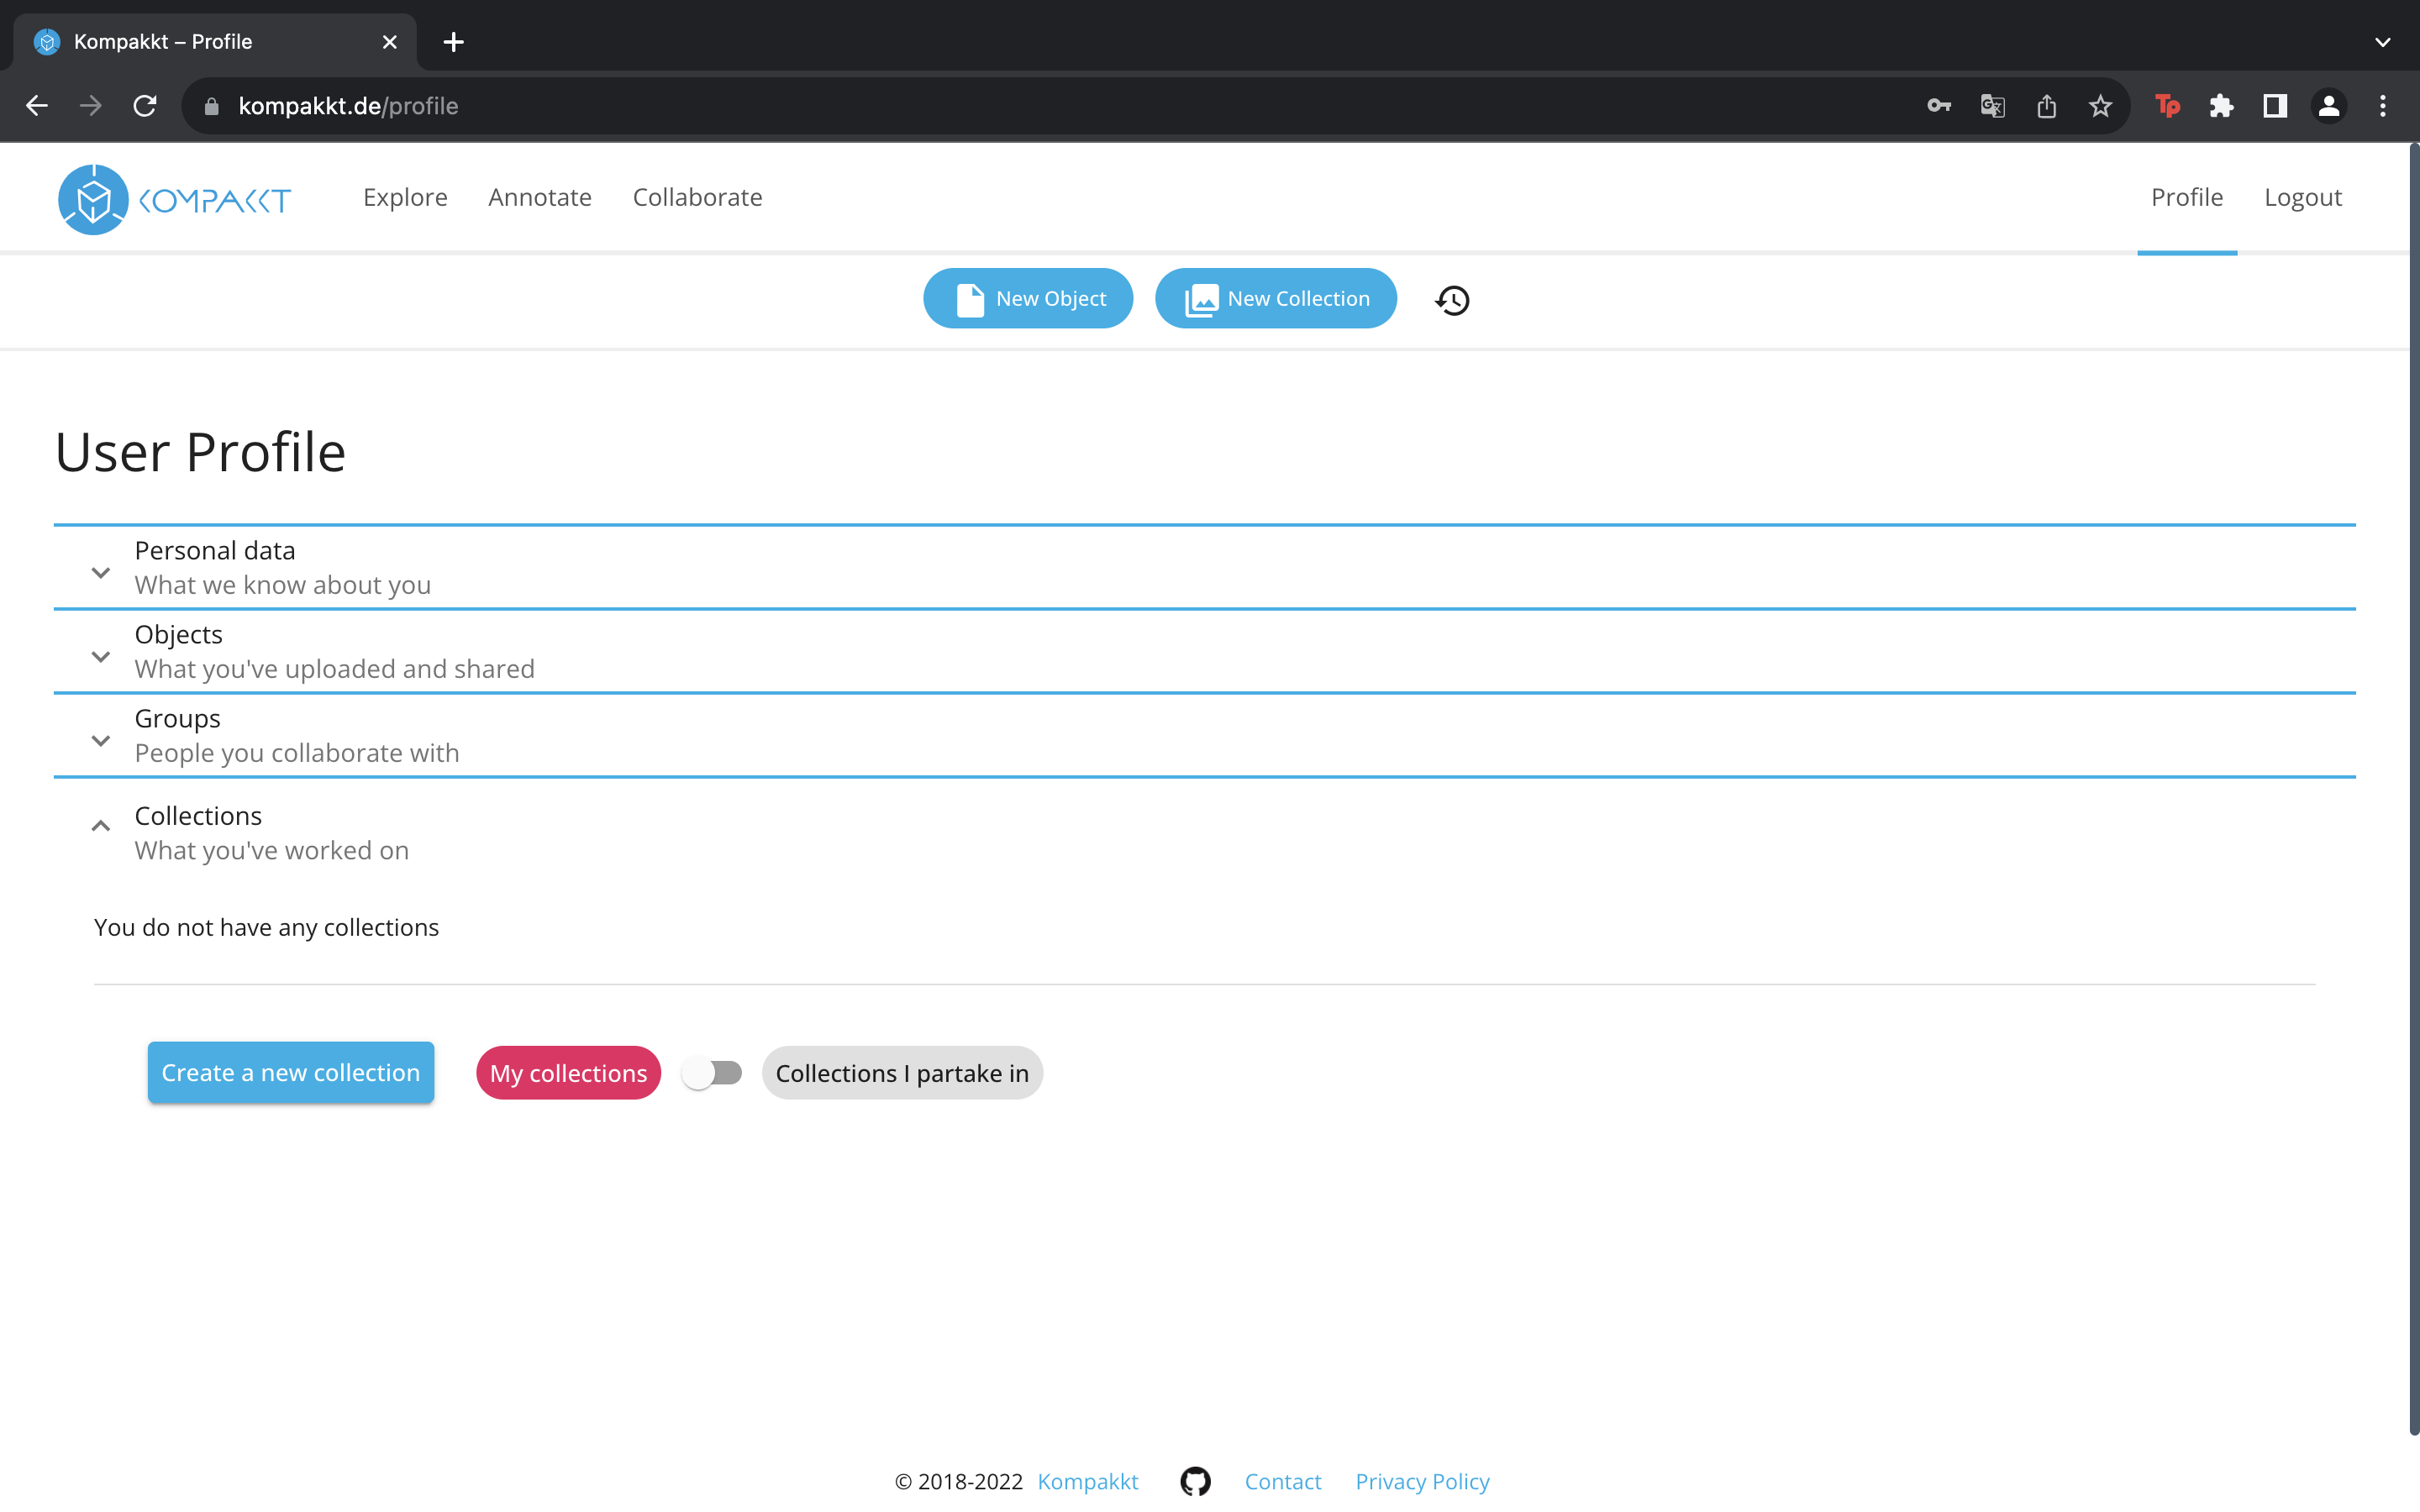 Kompakkt – Profile
kompakkt.de/profile
KOMPAKKT
Explore
Annotate
Collaborate
Profile
Logout
New Object
New Collection
User Profile
Personal data
What we know about you
Objects
What you've uploaded and shared
Groups
People you collaborate with
Collections
What you've worked on
You do not have any collections
Create a new collection
My collections
Collections I partake in
© 2018-2022 Kompakkt
Contact
Privacy Policy